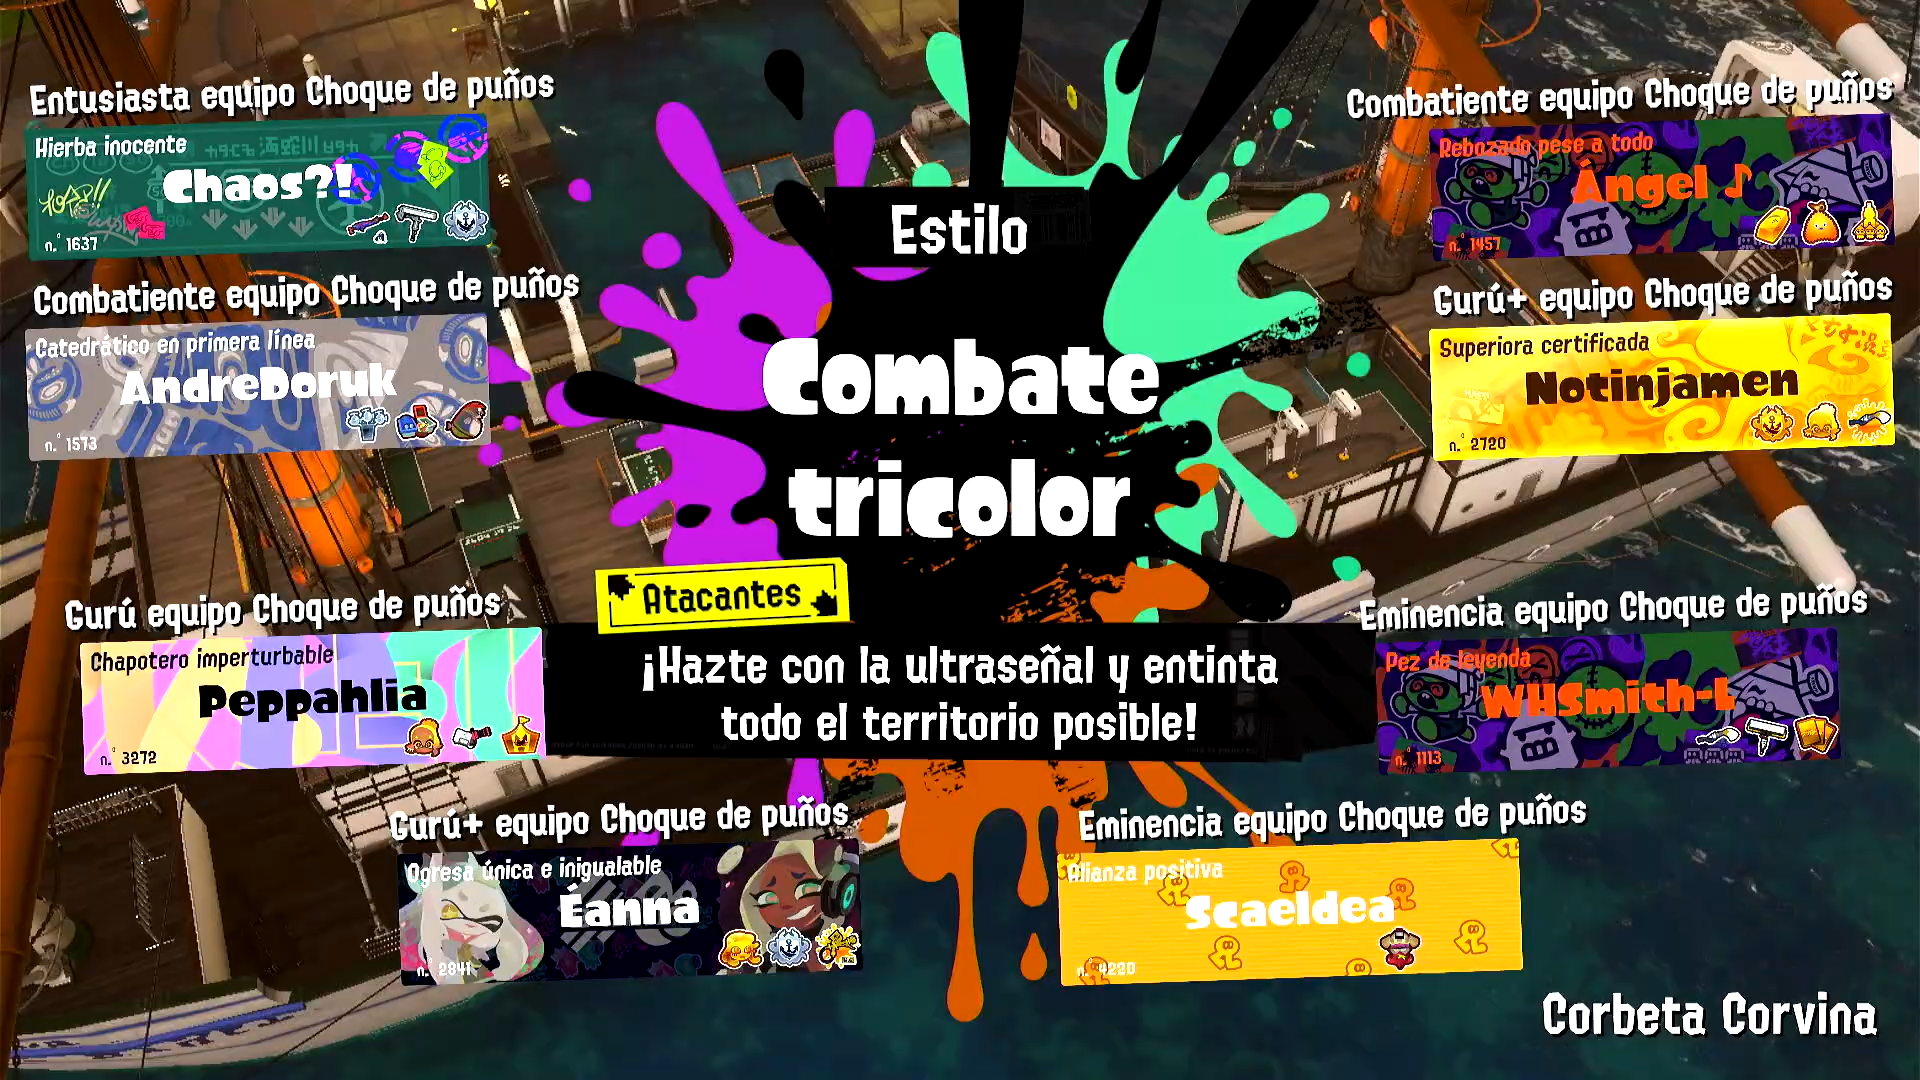 Entusiasta equipo Choque de puños
Hierba inocente
Chaos?!
n.° 1637
Combatiente equipo Choque de puños
Catedrático en primera línea
AndreDoruk
n.° 1573
Combatiente equipo Choque de puños
Rebozado pese a todo
Ángel ♪
n.° 1457
Gurú+ equipo Choque de puños
Superiora certificada
Notinjamen
n.° 2720
Estilo
Combate
tricolor
Atacantes
¡Hazte con la ultraseñal y entinta
todo el territorio posible!
Gurú equipo Choque de puños
Chapotero imperturbable
Peppahlia
n.° 3272
Eminencia equipo Choque de puños
Pez de leyenda
WHSmith-L
n.° 1113
Gurú+ equipo Choque de puños
Ogresa única e inigualable
Éanna
n.° 2841
Eminencia equipo Choque de puños
Alianza positiva
Scaeldea
4220
Corbeta Corvina